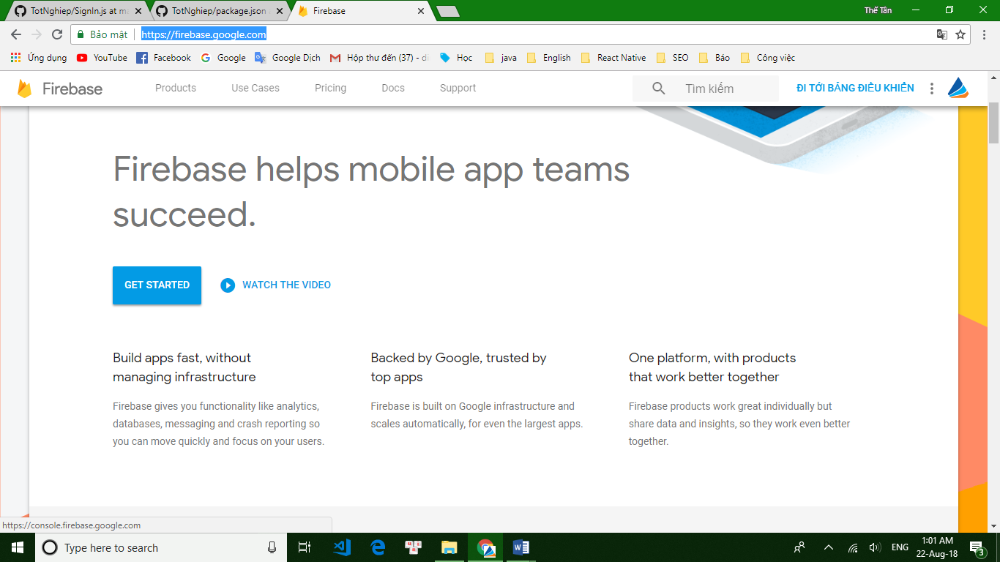 TotNghiep/SignIn.js at ma
TotNghiep/package.json
Firebase
Thế Tân
Bảo mật
https://firebase.google.com
Ứng dụng
YouTube
Facebook
Google
Google Dịch
Hộp thư đến (37) - di
Học
java
English
React Native
SEO
Báo
Công việc
Firebase
Products
Use Cases
Pricing
Docs
Support
Tìm kiếm
ĐI TỚI BẢNG ĐIỀU KHIỂN
Firebase helps mobile app teams
succeed.
GET STARTED
WATCH THE VIDEO
Build apps fast, without
managing infrastructure
Firebase gives you functionality like analytics,
databases, messaging and crash reporting so
you can move quickly and focus on your users.
Backed by Google, trusted by
top apps
Firebase is built on Google infrastructure and
scales automatically, for even the largest apps.
One platform, with products
that work better together
Firebase products work great individually but
share data and insights, so they work even better
together.
https://console.firebase.google.com
Type here to search
ENG
1:01 AM
22-Aug-18
3